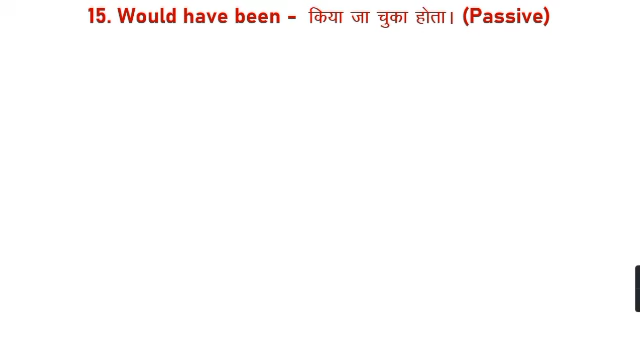 15. Would have been - किया जा चुका होता। (Passive)